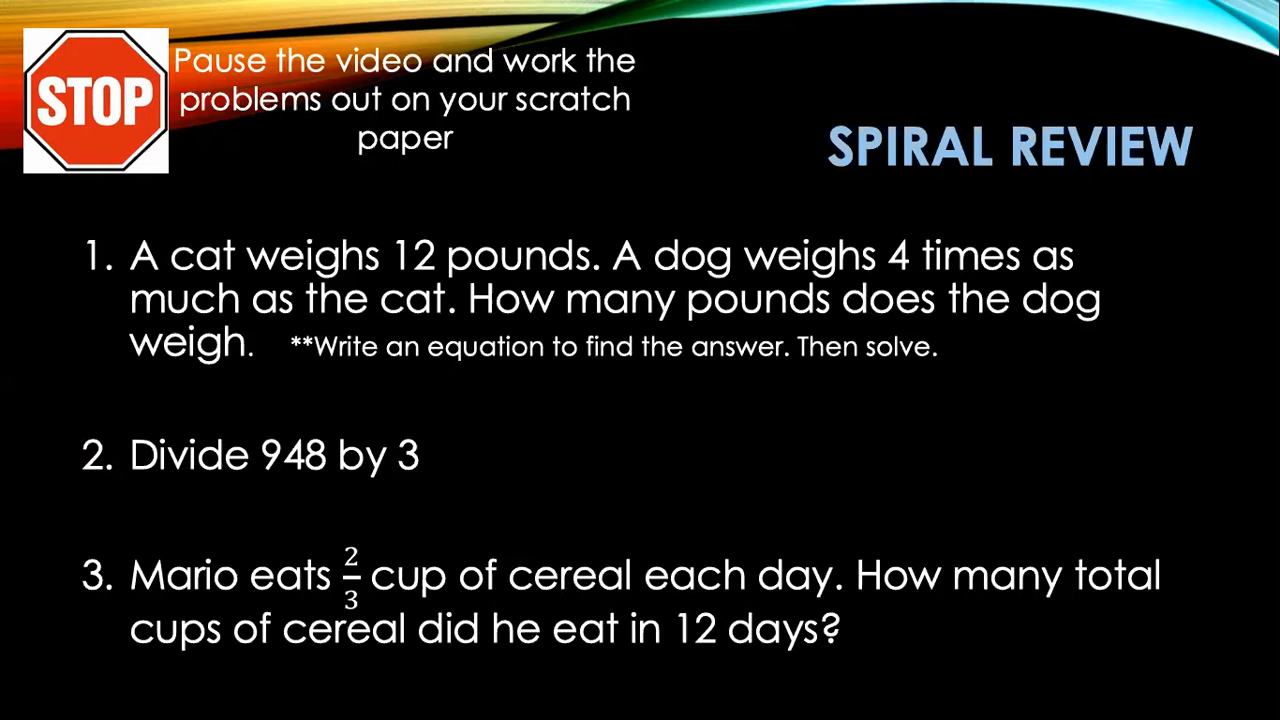 STOP
Pause the video and work the
problems out on your scratch
paper
SPIRAL REVIEW
1. A cat weighs 12 pounds. A dog weighs 4 times as
much as the cat. How many pounds does the dog
weigh. **Write an equation to find the answer. Then solve.
2. Divide 948 by 3
3. Mario eats 2/3 cup of cereal each day. How many total
cups of cereal did he eat in 12 days?